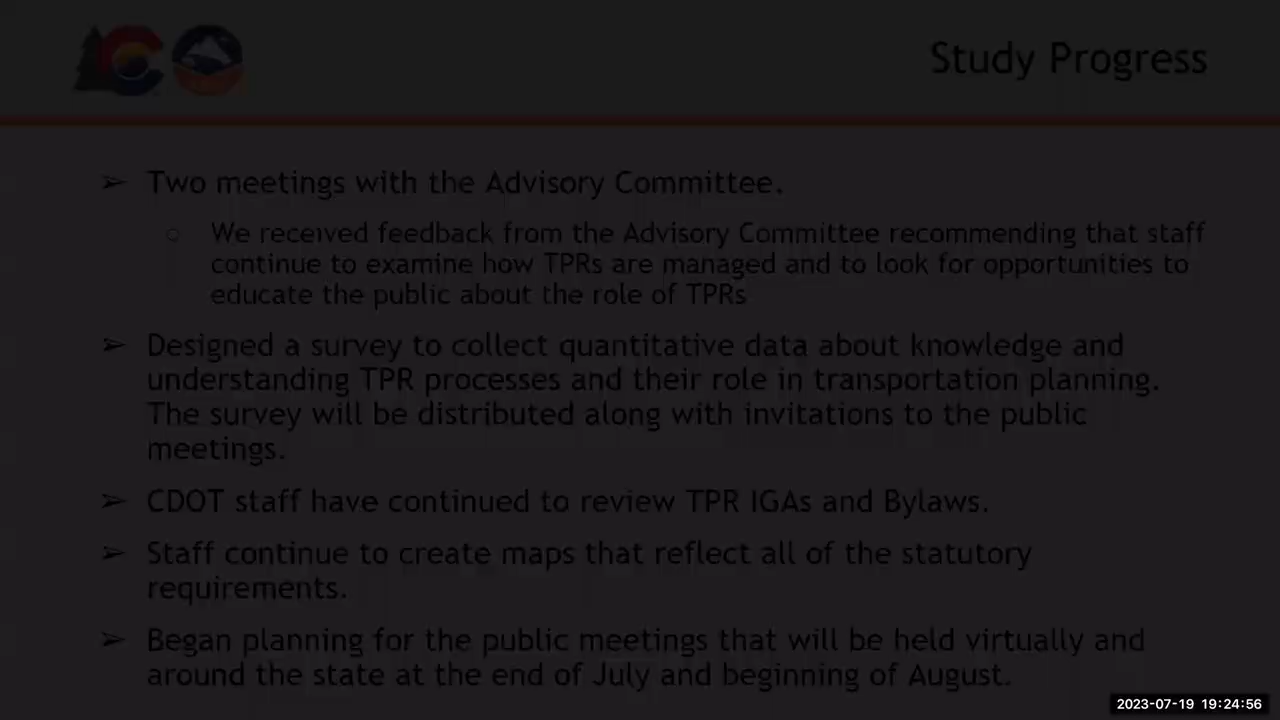 Study Progress
➢ Two meetings with the Advisory Committee.
○ We received feedback from the Advisory Committee recommending that staff
continue to examine how TPRs are managed and to look for opportunities to
educate the public about the role of TPRs
➢ Designed a survey to collect quantitative data about knowledge and
understanding TPR processes and their role in transportation planning.
The survey will be distributed along with invitations to the public
meetings.
➢ CDOT staff have continued to review TPR IGAs and Bylaws.
➢ Staff continue to create maps that reflect all of the statutory
requirements.
➢ Began planning for the public meetings that will be held virtually and
around the state at the end of July and beginning of August.
2023-07-19 19:24:56